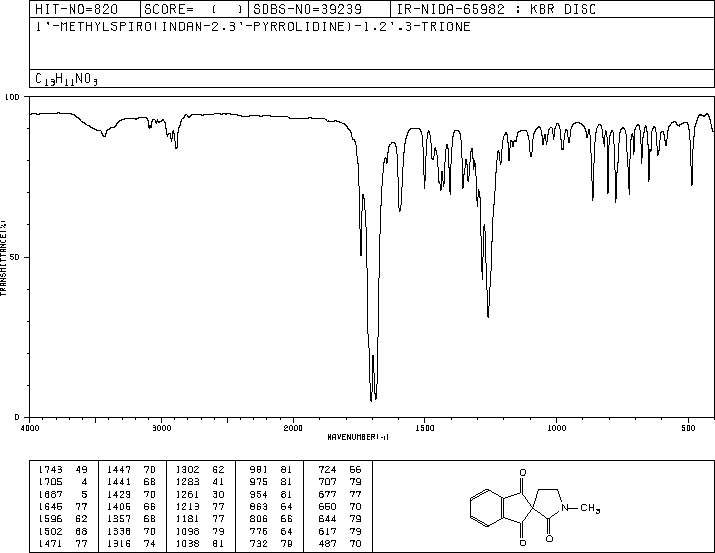 HIT-NO=820 SCORE= ( ) SDBS-NO=39239 IR-NIDA-65982 : KBR DISC
1'-METHYLSPIRO(INDAN-2.3'-PYRROLIDINE)-1.2'.3-TRIONE
C13H11NO3
100
TRANSMITTANCE(%)
50
0
4000 3000 2000 1500 1000 500
WAVENUMBER(-1)
1743 49 1447 70 1302 62 981 81 724 66
1705 4 1441 68 1283 41 975 81 707 79
1687 5 1429 70 1261 30 954 81 677 77
1645 77 1405 66 1213 77 863 64 650 70
1596 62 1357 68 1181 77 806 66 644 79
1502 68 1338 70 1098 79 776 64 617 79
1471 77 1316 74 1038 81 732 79 487 70
O
N—CH3
O
O